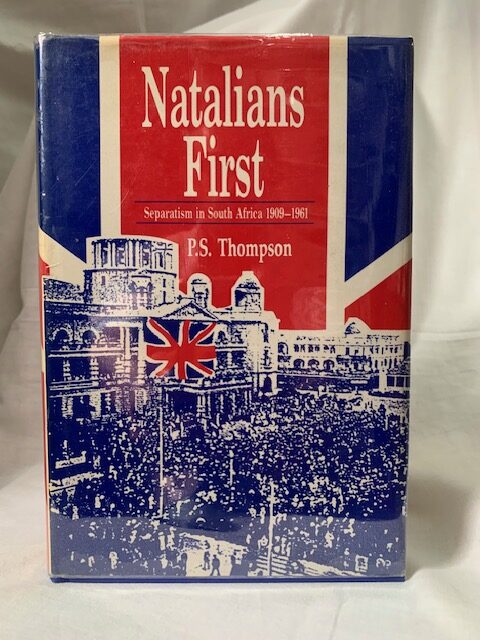 Natalians
First
Separatism in South Africa 1909–1961
P.S. Thompson